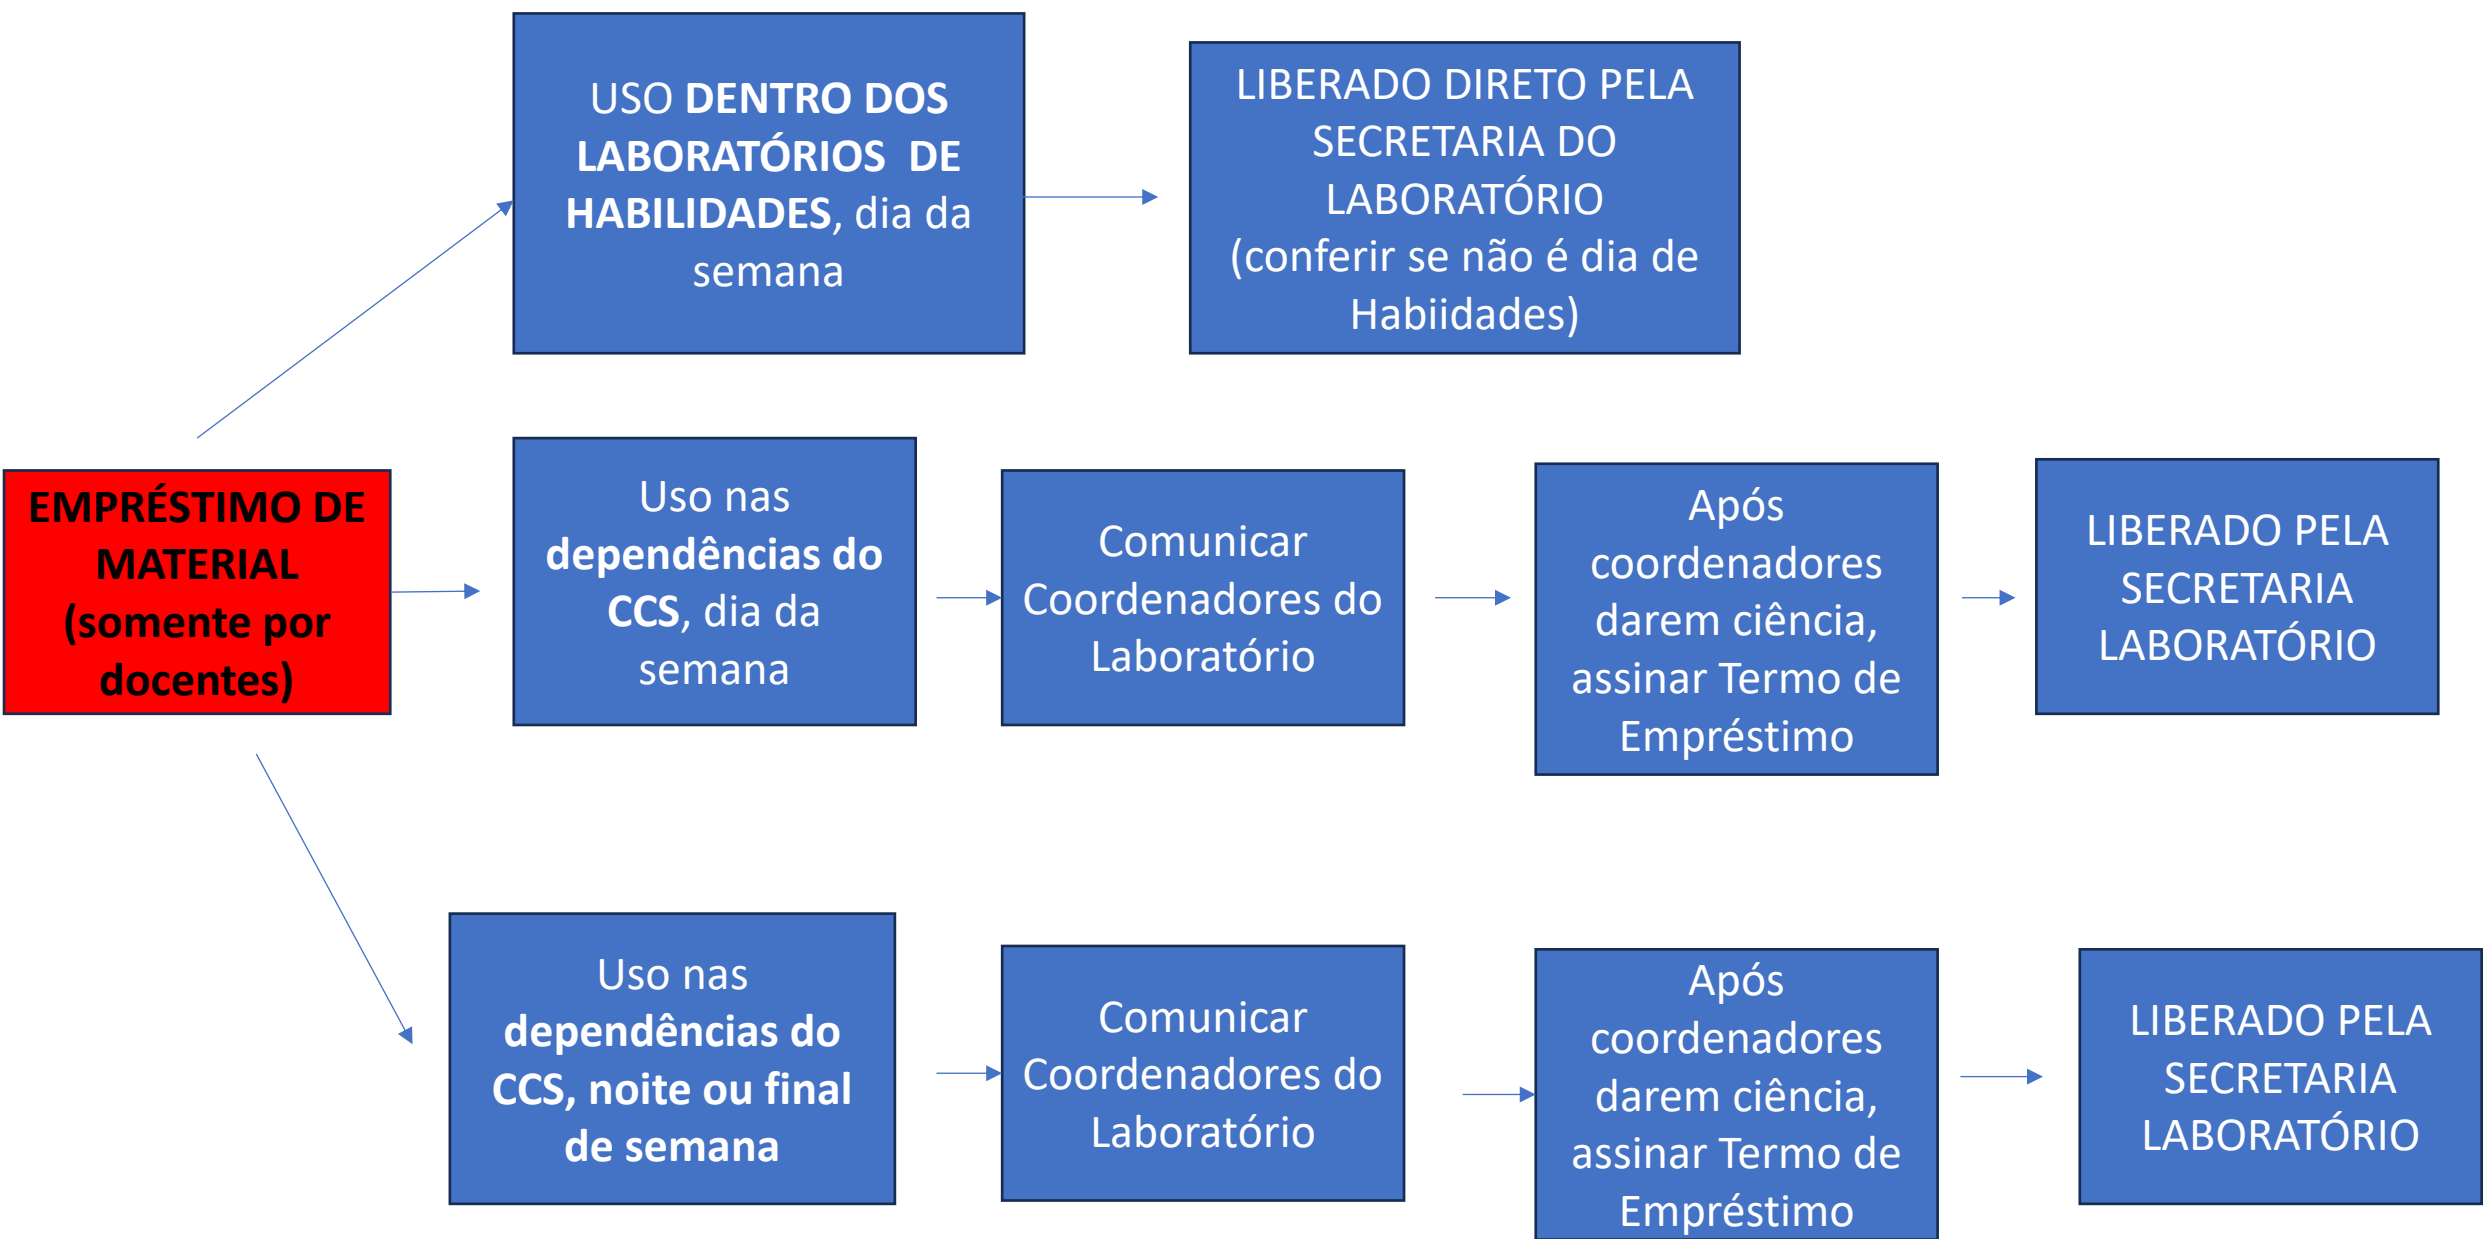 USO DENTRO DOS
LABORATÓRIOS DE
HABILIDADES, dia da
semana
LIBERADO DIRETO PELA
SECRETARIA DO
LABORATÓRIO
(conferir se não é dia de
Habiidades)
EMPRÉSTIMO DE
MATERIAL
(somente por
docentes)
Uso nas
dependências do
CCS, dia da
semana
Comunicar
Coordenadores do
Laboratório
Após
coordenadores
darem ciência,
assinar Termo de
Empréstimo
LIBERADO PELA
SECRETARIA
LABORATÓRIO
Uso nas
dependências do
CCS, noite ou final
de semana
Comunicar
Coordenadores do
Laboratório
Após
coordenadores
darem ciência,
assinar Termo de
Empréstimo
LIBERADO PELA
SECRETARIA
LABORATÓRIO